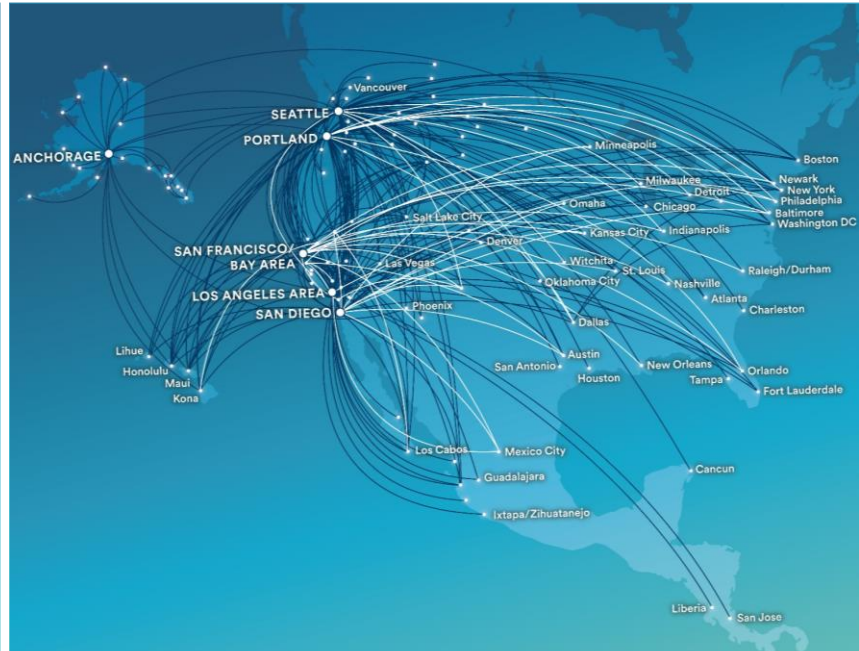 Vancouver
SEATTLE
PORTLAND
ANCHORAGE
Minneapolis
Boston
Milwaukee
Newark
Detroit
New York
Omaha
Chicago
Philadelphia
Salt Lake City
Baltimore
Washington DC
SAN FRANCISCO/
BAY AREA
Denver
Kansas City
Indianapolis
Las Vegas
Witchita
St. Louis
Raleigh/Durham
Oklahoma City
Nashville
LOS ANGELES AREA
Atlanta
SAN DIEGO
Phoenix
Charleston
Dallas
Lihue
Honolulu
Maui
Kona
Austin
San Antonio
Houston
New Orleans
Orlando
Tampa
Fort Lauderdale
Los Cabos
Mexico City
Guadalajara
Cancun
Ixtapa/Zihuatanejo
Liberia
San Jose